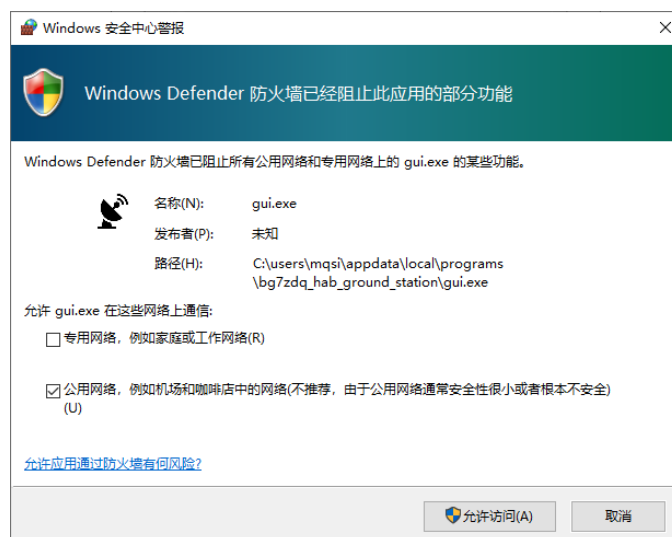 Windows 安全中心警报
Windows Defender 防火墙已经阻止此应用的部分功能
Windows Defender 防火墙已阻止所有公用网络和专用网络上的 gui.exe 的某些功能。
名称(N): gui.exe
发布者(P): 未知
路径(H): C:\users\mqsi\appdata\local\programs
\bg7zdq_hab_ground_station\gui.exe
允许 gui.exe 在这些网络上通信:
专用网络，例如家庭或工作网络(R)
公用网络，例如机场和咖啡店中的网络(不推荐，由于公用网络通常安全性很小或者根本不安全)
(U)
允许应用通过防火墙有何风险?
允许访问(A) 取消